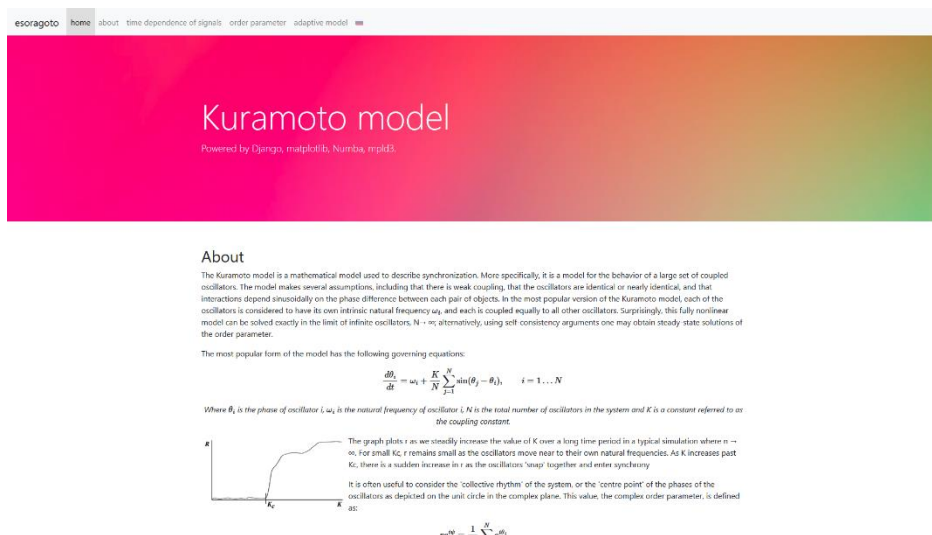 esoragoto home about time dependence of signals order parameter adaptive model
Kuramoto model
Powered by Django, matplotlib, Numba, mpld3.
About
The Kuramoto model is a mathematical model used to describe synchronization. More specifically, it is a model for the behavior of a large set of coupled
oscillators. The model makes several assumptions, including that there is weak coupling, that the oscillators are identical or nearly identical, and that
interactions depend sinusoidally on the phase difference between each pair of objects. In the most popular version of the Kuramoto model, each of the
oscillators is considered to have its own intrinsic natural frequency ωᵢ, and each is coupled equally to all other oscillators. Surprisingly, this fully nonlinear
model can be solved exactly in the limit of infinite oscillators, N→ ∞; alternatively, using self-consistency arguments one may obtain steady-state solutions of
the order parameter.
The most popular form of the model has the following governing equations:
dθᵢ/dt = ωᵢ + K/N ∑ⱼ₌₁ᴺ sin(θⱼ − θᵢ), i = 1 … N
Where θᵢ is the phase of oscillator i, ωᵢ is the natural frequency of oscillator i, N is the total number of oscillators in the system and K is a constant referred to as
the coupling constant.
R
K_c
K
The graph plots r as we steadily increase the value of K over a long time period in a typical simulation where n →
∞. For small Kc, r remains small as the oscillators move near to their own natural frequencies. As K increases past
Kc, there is a sudden increase in r as the oscillators 'snap' together and enter synchrony
It is often useful to consider the 'collective rhythm' of the system, or the 'centre point' of the phases of the
oscillators as depicted on the unit circle in the complex plane. This value, the complex order parameter, is defined
as: